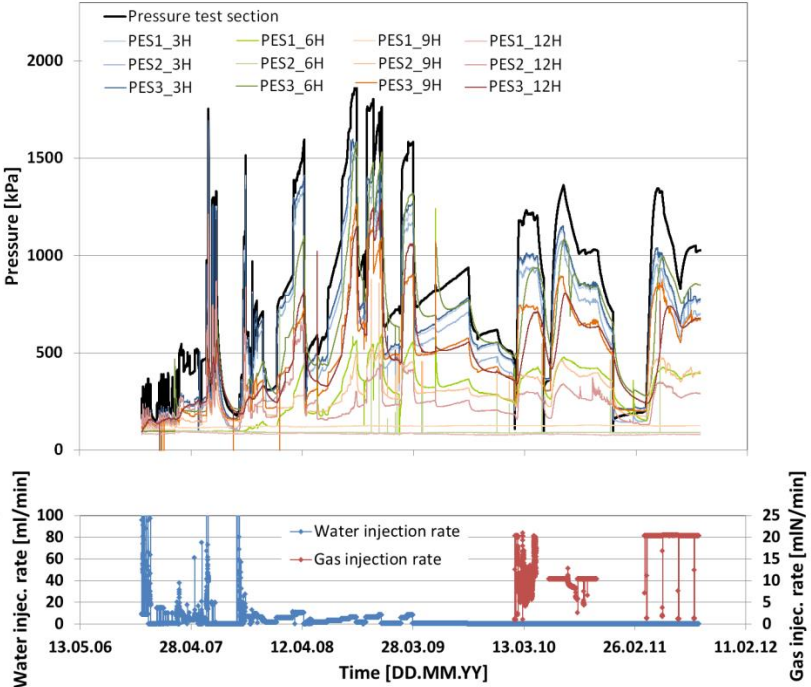 Pressure test section
PES1_3H PES1_6H PES1_9H PES1_12H
PES2_3H PES2_6H PES2_9H PES2_12H
PES3_3H PES3_6H PES3_9H PES3_12H
Pressure [kPa]
2000
1500
1000
500
0
Water injec. rate [ml/min]
100
80
60
40
20
0
Water injection rate
Gas injection rate
25
20
15
10
5
0
Gas injec. rate [mlN/min]
13.05.06 28.04.07 12.04.08 28.03.09 13.03.10 26.02.11 11.02.12
Time [DD.MM.YY]